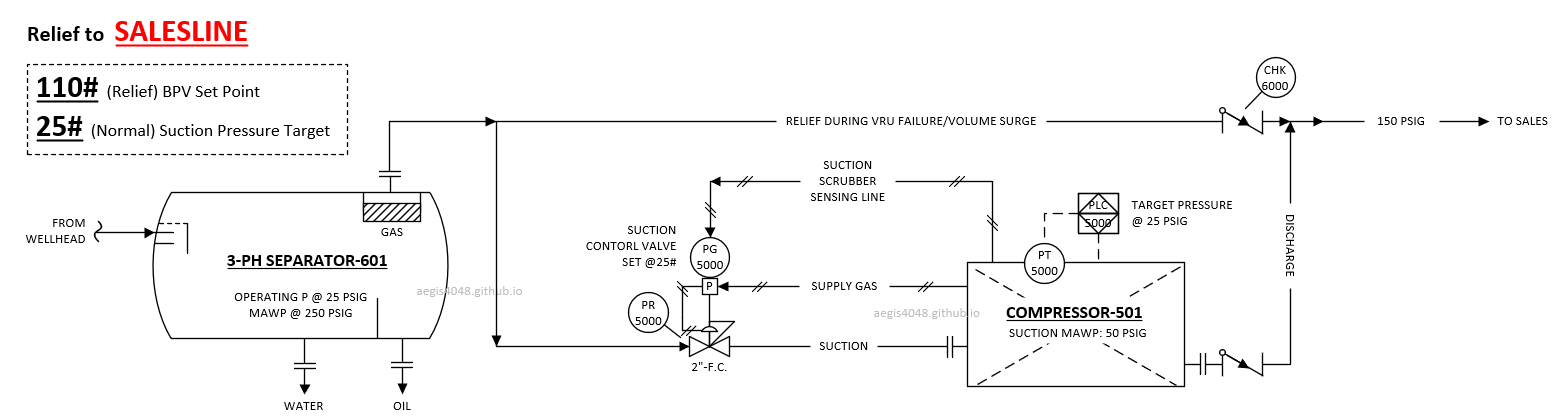 Relief to SALESLINE
110# (Relief) BPV Set Point
25# (Normal) Suction Pressure Target
CHK
6000
RELIEF DURING VRU FAILURE/VOLUME SURGE
150 PSIG
TO SALES
SUCTION
SCRUBBER
SENSING LINE
PLC
5000
TARGET PRESSURE
@ 25 PSIG
FROM
WELLHEAD
GAS
3-PH SEPARATOR-601
OPERATING P @ 25 PSIG
MAWP @ 250 PSIG
WATER
OIL
SUCTION
CONTORL VALVE
SET @25#
PG
5000
P
PR
5000
2"-F.C.
SUPPLY GAS
SUCTION
PT
5000
COMPRESSOR-501
SUCTION MAWP: 50 PSIG
DISCHARGE
aegis4048.github.io
aegis4048.github.io